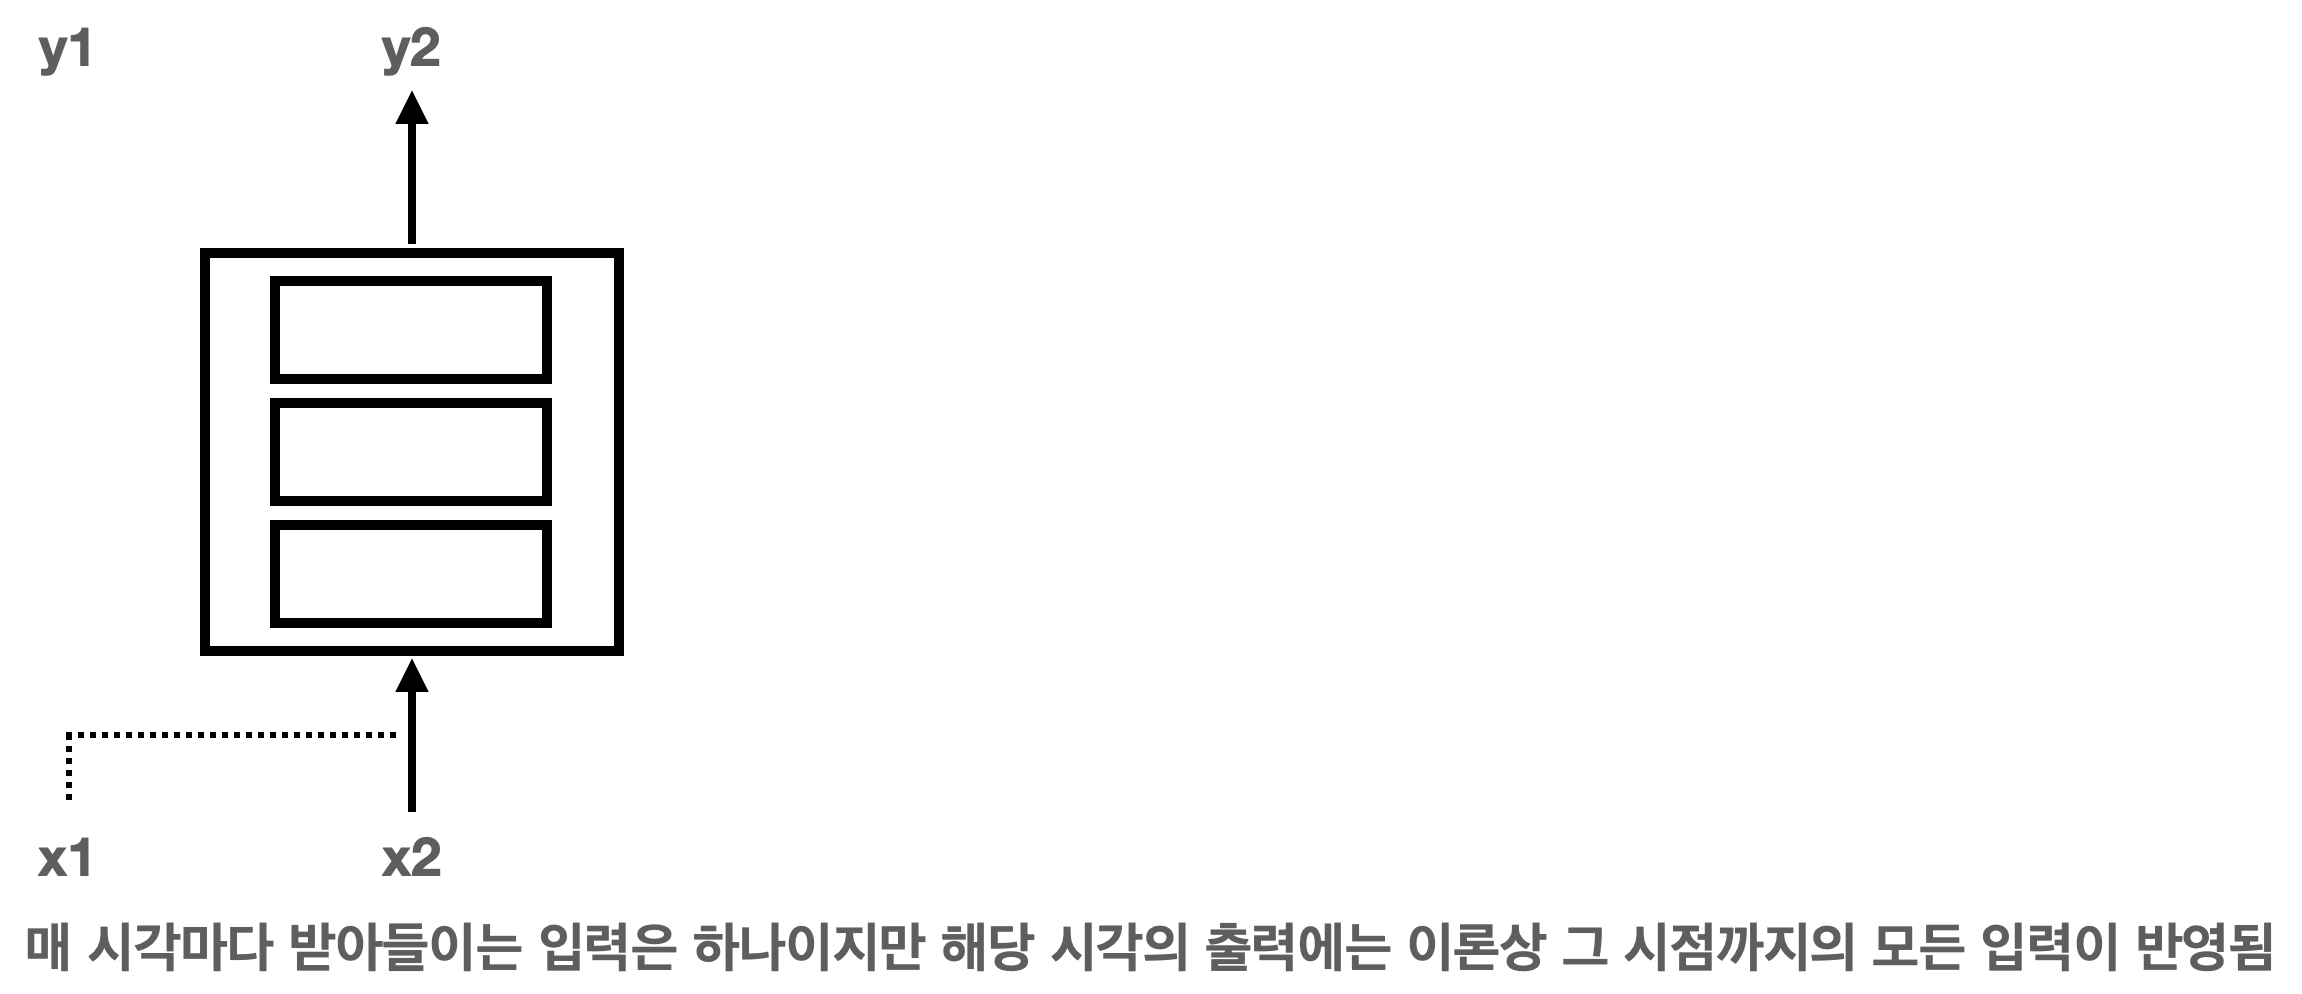 y1 y2
x1 x2
매 시각마다 받아들이는 입력은 하나이지만 해당 시각의 출력에는 이론상 그 시점까지의 모든 입력이 반영됨